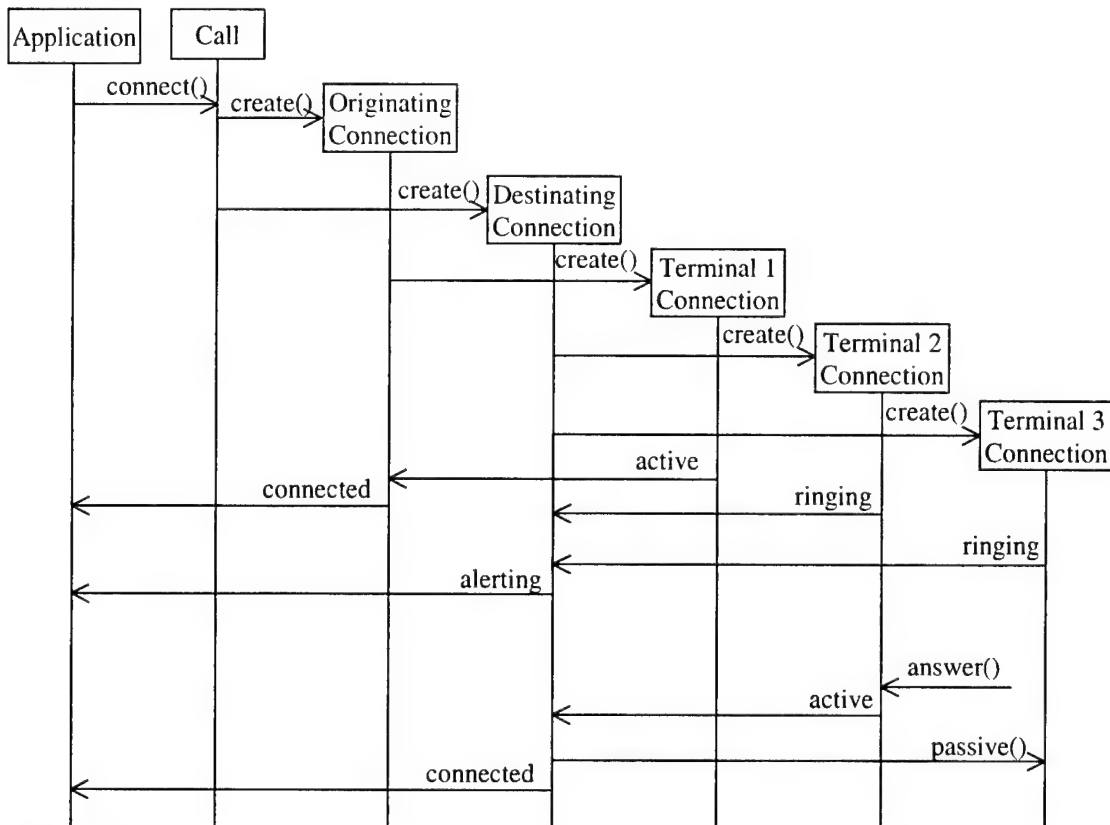 Application
Call
connect()
create()
Originating
Connection
create()
Destinating
Connection
create()
Terminal 1
Connection
create()
Terminal 2
Connection
create()
Terminal 3
Connection
active
connected
ringing
ringing
alerting
answer()
active
passive()
connected